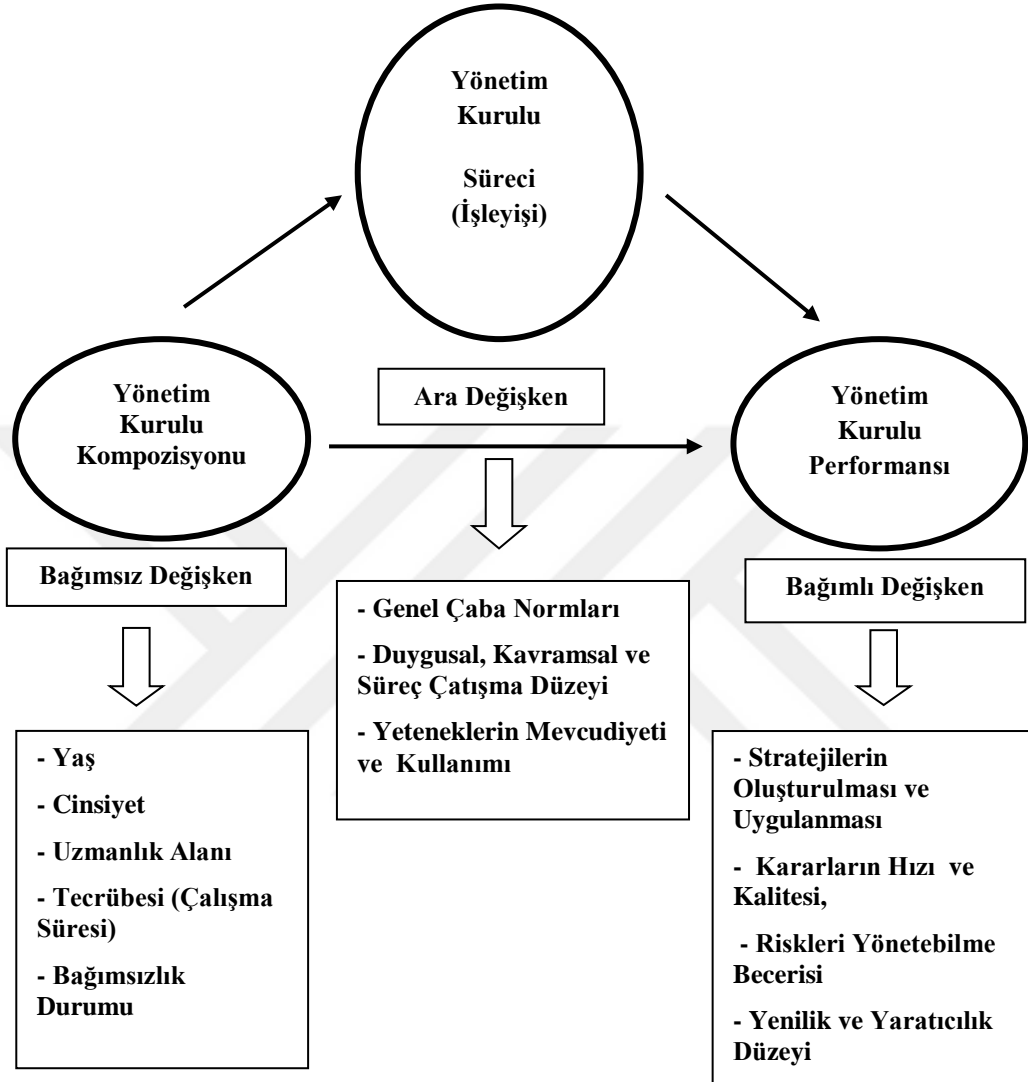 Yönetim
Kurulu
Süreci
(İşleyişi)
Yönetim
Kurulu
Kompozisyonu
Ara Değişken
Yönetim
Kurulu
Performansı
Bağımsız Değişken
Bağımlı Değişken
- Genel Çaba Normları
- Duygusal, Kavramsal ve
Süreç Çatışma Düzeyi
- Yeteneklerin Mevcudiyeti
ve Kullanımı
- Yaş
- Cinsiyet
- Uzmanlık Alanı
- Tecrübesi (Çalışma
Süresi)
- Bağımsızlık
Durumu
- Stratejilerin
Oluşturulması ve
Uygulanması
- Kararların Hızı ve
Kalitesi,
- Riskleri Yönetebilme
Becerisi
- Yenilik ve Yaratıcılık
Düzeyi